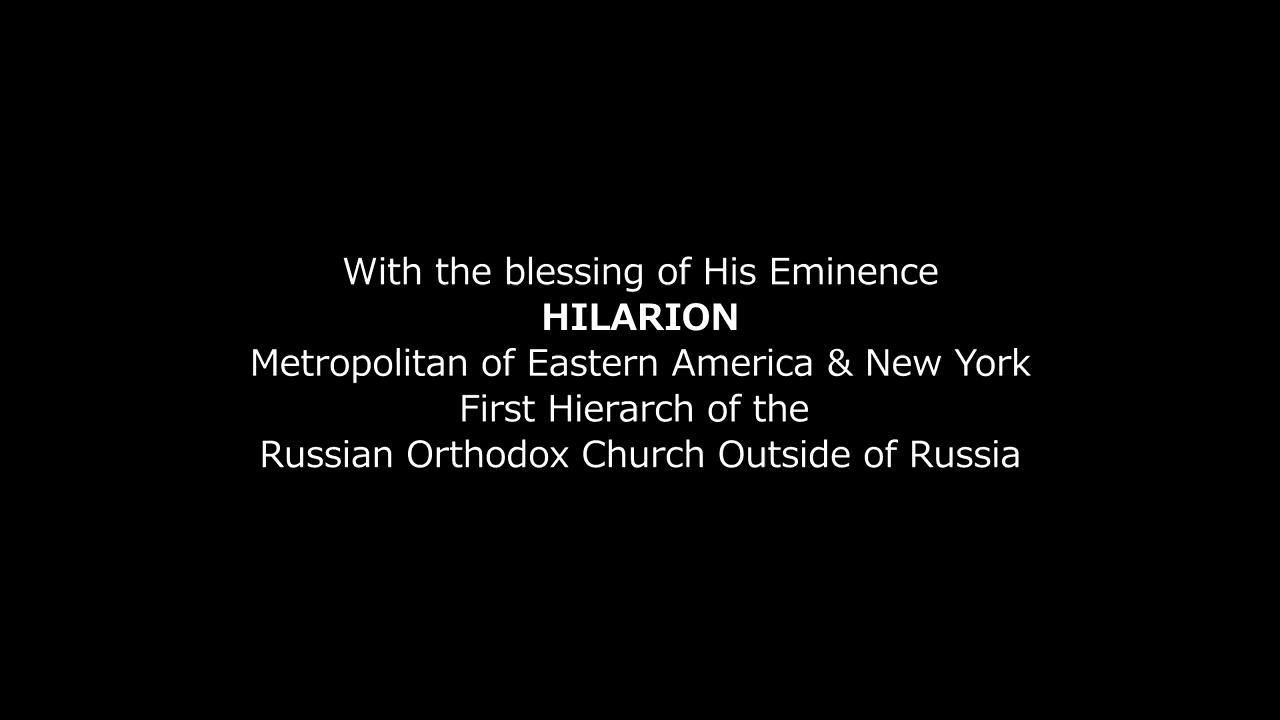 With the blessing of His Eminence
HILARION
Metropolitan of Eastern America & New York
First Hierarch of the
Russian Orthodox Church Outside of Russia